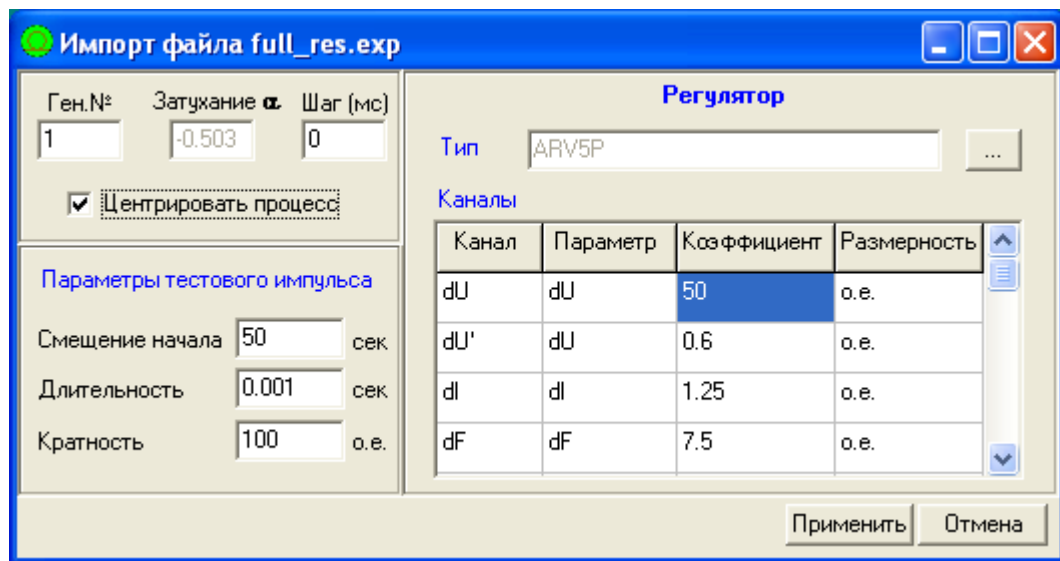 Импорт файла full_res.exp
Ген.№ Затухание α Шаг (мс)
1 -0.503 0
Центрировать процесс
Параметры тестового импульса
Смещение начала 50 сек
Длительность 0.001 сек
Кратность 100 о.е.
Регулятор
Тип ARV5P ...
Каналы
Канал Параметр Коэффициент Размерность
dU dU 50 о.е.
dU' dU 0.6 о.е.
dI dI 1.25 о.е.
dF dF 7.5 о.е.
Применить Отмена